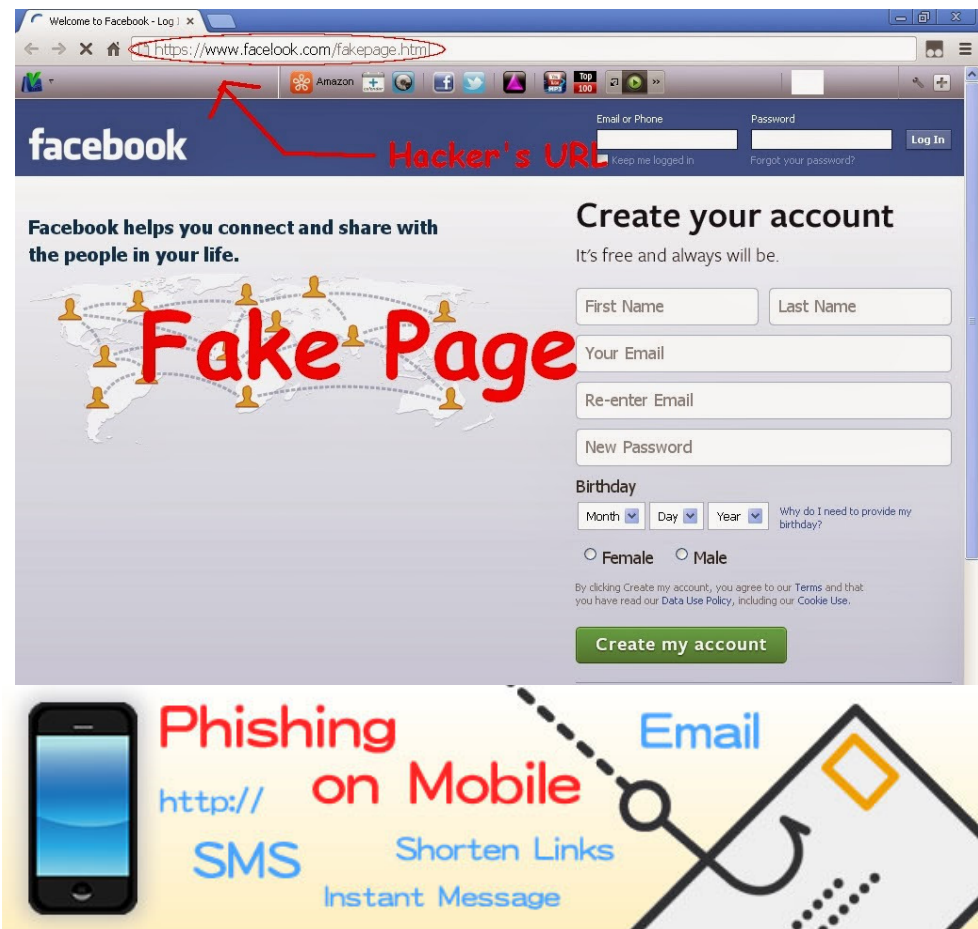 Welcome to Facebook - Log
https://www.facelook.com/fakepage.html
Amazon
Top
100
facebook
Email or Phone
Password
Log In
Keep me logged in
Forgot your password?
Hacker's URL
Facebook helps you connect and share with
the people in your life.
Fake Page
Create your account
It's free and always will be.
First Name
Last Name
Your Email
Re-enter Email
New Password
Birthday
Month
Day
Year
Why do I need to provide my
birthday?
Female
Male
By clicking Create my account, you agree to our Terms and that
you have read our Data Use Policy, including our Cookie Use.
Create my account
Phishing
on Mobile
Email
http://
SMS
Shorten Links
Instant Message